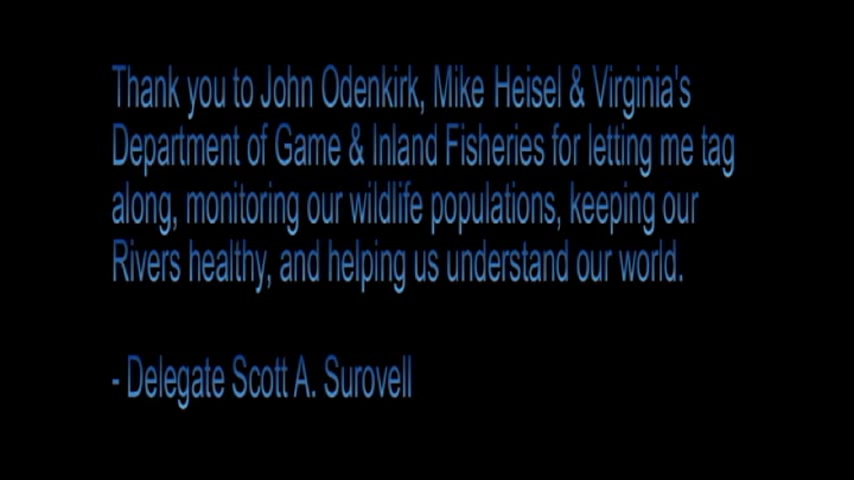 Thank you to John Odenkirk, Mike Heisel & Virginia's
Department of Game & Inland Fisheries for letting me tag
along, monitoring our wildlife populations, keeping our
Rivers healthy, and helping us understand our world.
- Delegate Scott A. Surovell